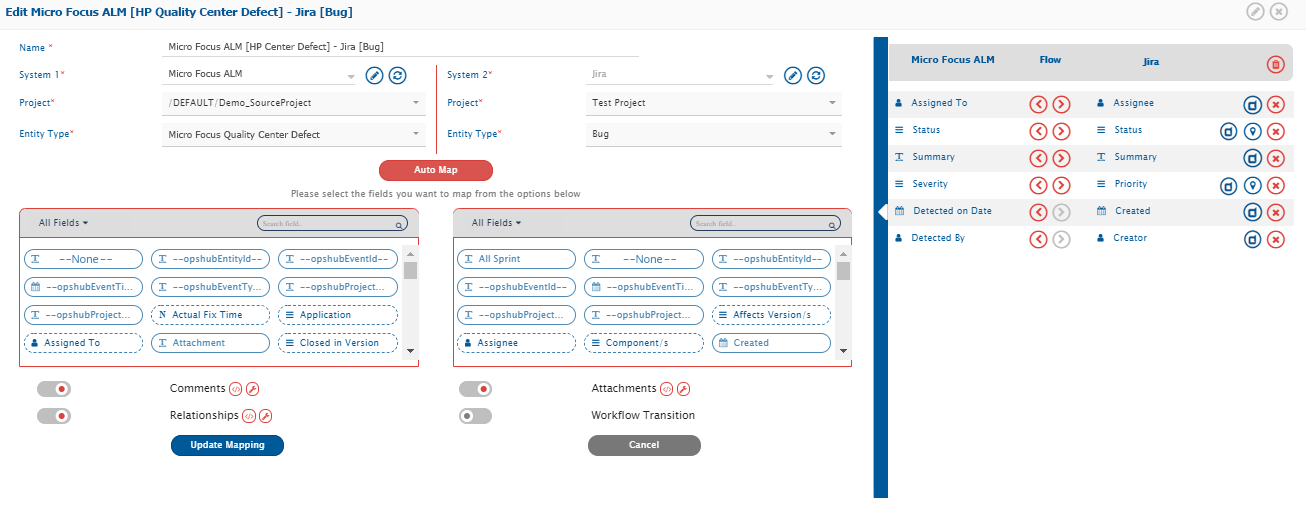 Edit Micro Focus ALM [HP Quality Center Defect] - Jira [Bug]
Name *
Micro Focus ALM [HP Center Defect] - Jira [Bug]
System 1*
Micro Focus ALM
System 2*
Jira
Project*
/DEFAULT/Demo_SourceProject
Project*
Test Project
Entity Type*
Micro Focus Quality Center Defect
Entity Type*
Bug
Auto Map
Please select the fields you want to map from the options below
All Fields
Search field..
--None--
--opshubEntityId--
--opshubEventId--
--opshubEventTi...
--opshubEventTy...
--opshubProject...
--opshubProject...
N Actual Fix Time
Application
Assigned To
Attachment
Closed in Version
All Fields
Search field..
All Sprint
--None--
--opshubEntityId--
--opshubEventId--
--opshubEventTi...
--opshubEventTy...
--opshubProject...
--opshubProject...
Affects Version/s
Assignee
Component/s
Created
Comments
Attachments
Relationships
Workflow Transition
Update Mapping
Cancel
Micro Focus ALM
Flow
Jira
Assigned To
Assignee
Status
Status
Summary
Summary
Severity
Priority
Detected on Date
Created
Detected By
Creator